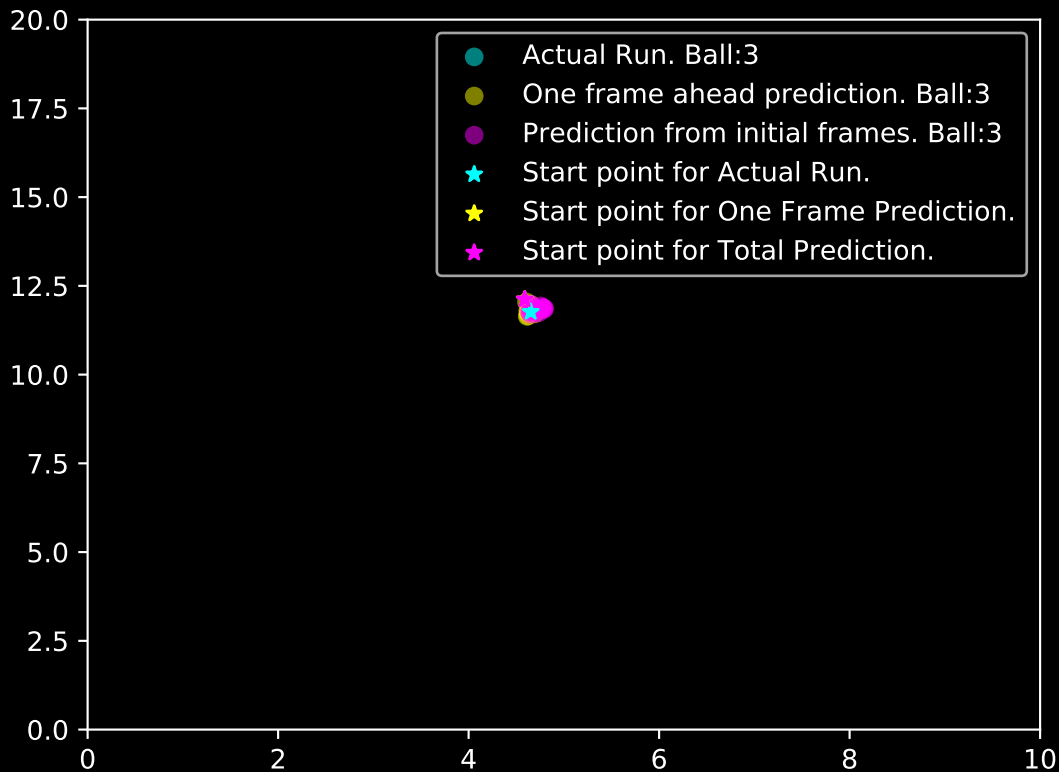 20.0
17.5
15.0
12.5
10.0
7.5
5.0
2.5
0.0
0 2 4 6 8 10
Actual Run. Ball:3
One frame ahead prediction. Ball:3
Prediction from initial frames. Ball:3
Start point for Actual Run.
Start point for One Frame Prediction.
Start point for Total Prediction.